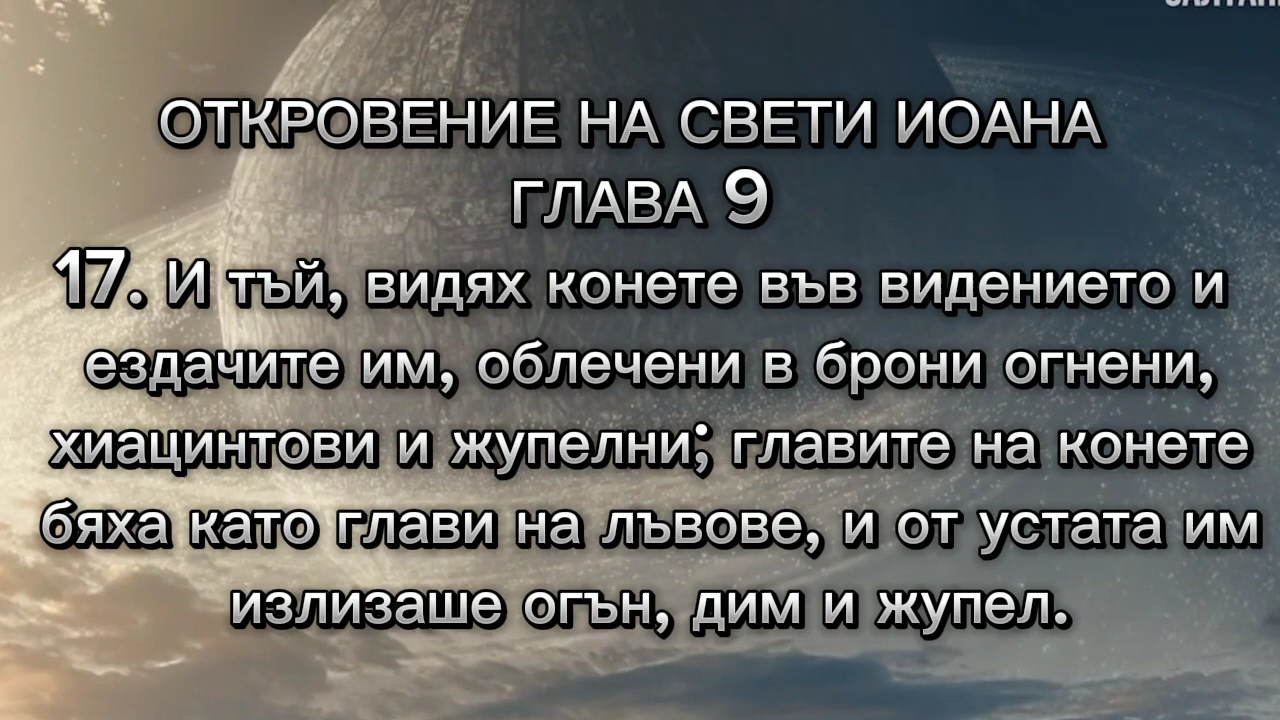 ОТКРОВЕНИЕ НА СВЕТИ ИОАНА
ГЛАВА 9
17. И тъй, видях конете във видението и
ездачите им, облечени в брони огнени,
хиацинтови и жупелни; главите на конете
бяха като глави на лъвове, и от устата им
излизаше огън, дим и жупел.